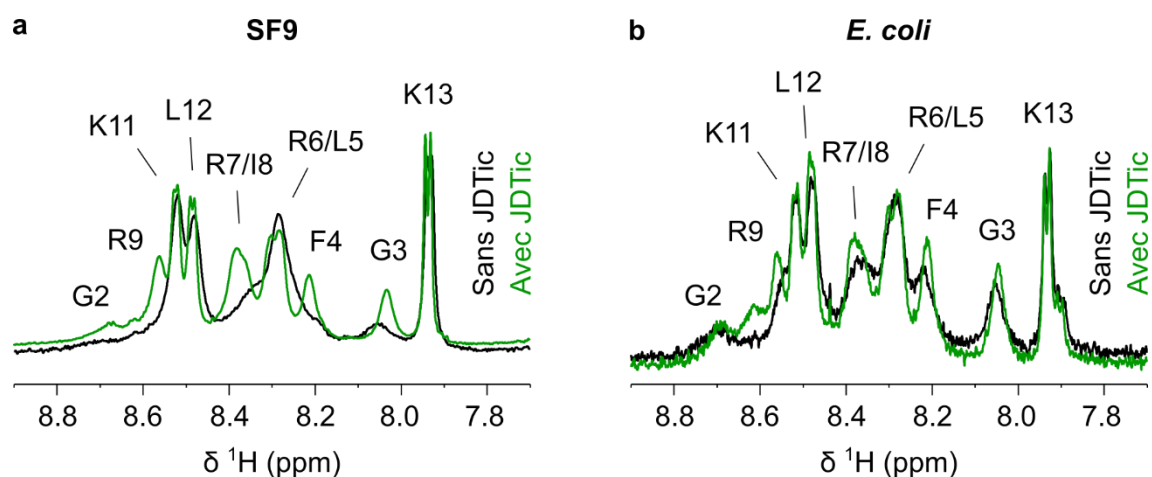 a
SF9
K13
K11
L12
R6/L5
R7/I8
R9
F4
G3
G2
Sans JDTic
Avec JDTic
8.8 8.6 8.4 8.2 8.0 7.8
δ ¹H (ppm)
b
E. coli
L12
K13
R6/L5
K11
R7/I8
R9
F4
G3
G2
Sans JDTic
Avec JDTic
8.8 8.6 8.4 8.2 8.0 7.8
δ ¹H (ppm)